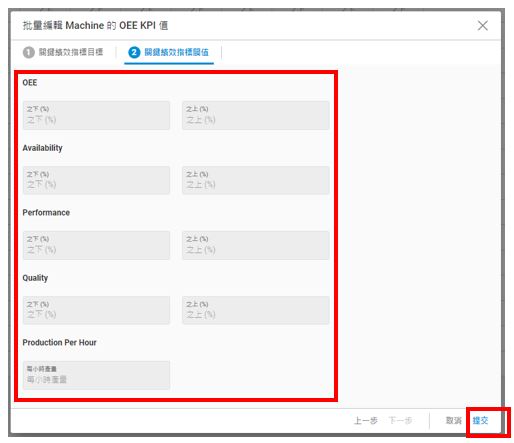 批量編輯 Machine 的 OEE KPI 值
1 關鍵績效指標目標 2 關鍵績效指標閾值
OEE
之下 (%) 之上 (%)
之下 (%) 之上 (%)
Availability
之下 (%) 之上 (%)
之下 (%) 之上 (%)
Performance
之下 (%) 之上 (%)
之下 (%) 之上 (%)
Quality
之下 (%) 之上 (%)
之下 (%) 之上 (%)
Production Per Hour
每小時產量
每小時產量
上一步 下一步 取消 提交